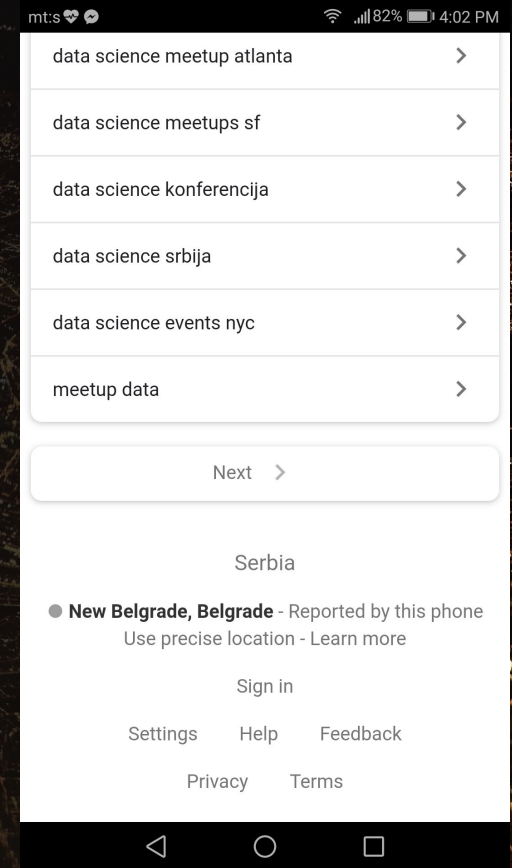 mt:s 82% 4:02 PM
data science meetup atlanta
data science meetups sf
data science konferencija
data science srbija
data science events nyc
meetup data
Next
Serbia
New Belgrade, Belgrade - Reported by this phone
Use precise location - Learn more
Sign in
Settings Help Feedback
Privacy Terms